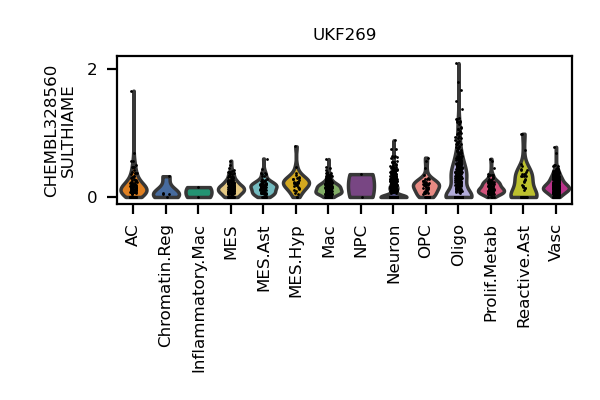 UKF269
CHEMBL328560
SULTHIAME
2
0
AC
Chromatin.Reg
Inflammatory.Mac
MES
MES.Ast
MES.Hyp
Mac
NPC
Neuron
OPC
Oligo
Prolif.Metab
Reactive.Ast
Vasc